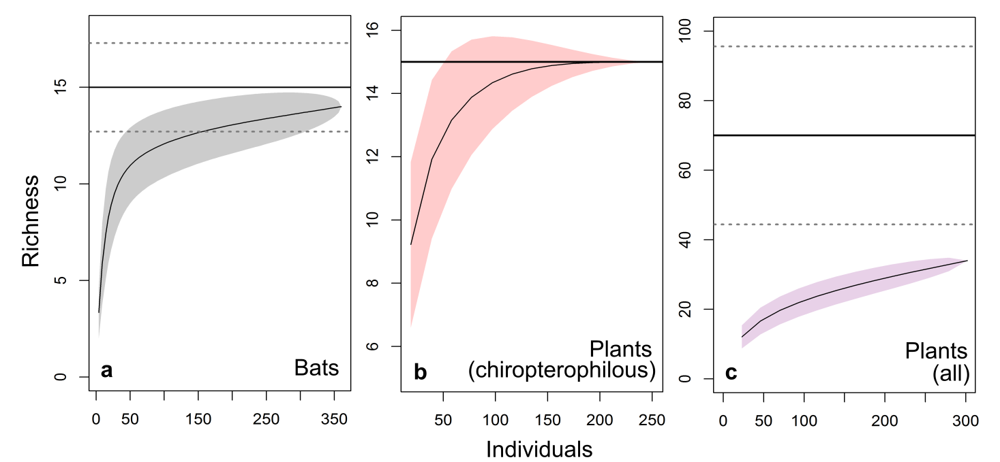 Richness
15
10
5
0
a
Bats
0 50 150 250 350
16
14
12
10
8
6
Plants
b (chiropterophilous)
50 100 150 200 250
100
80
60
40
20
0
Plants
c (all)
0 50 100 200 300
Individuals